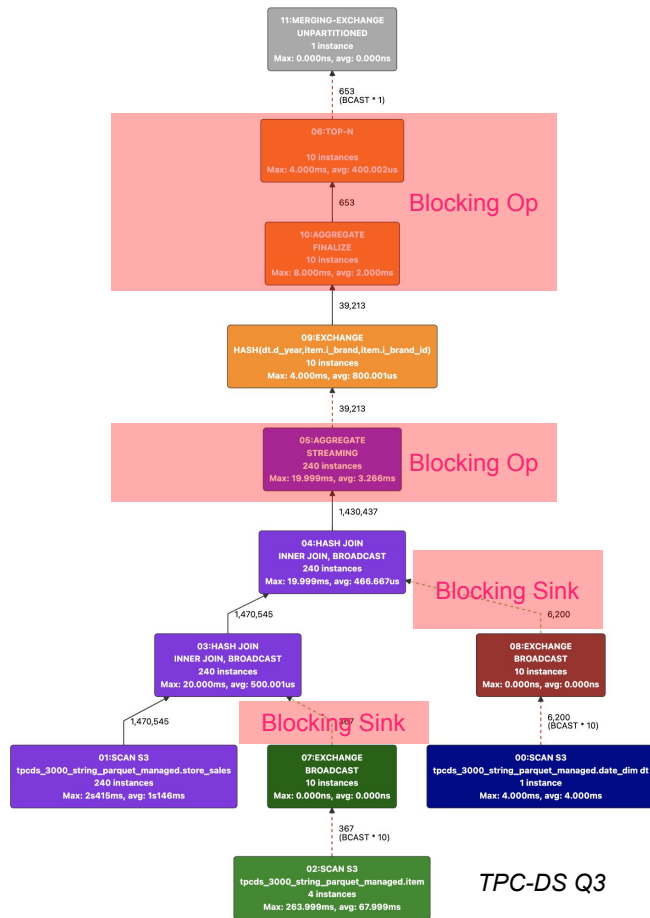 11:MERGING-EXCHANGE
UNPARTITIONED
1 instance
Max: 0.000ns, avg: 0.000ns
653
(BCAST * 1)
06:TOP-N
10 instances
Max: 4.000ms, avg: 400.002us
Blocking Op
653
10:AGGREGATE
FINALIZE
10 instances
Max: 8.000ms, avg: 2.000ms
39,213
09:EXCHANGE
HASH(dt.d_year,item.i_brand,item.i_brand_id)
10 instances
Max: 4.000ms, avg: 800.001us
39,213
05:AGGREGATE
STREAMING
240 instances
Max: 19.999ms, avg: 3.266ms
Blocking Op
1,430,437
04:HASH JOIN
INNER JOIN, BROADCAST
240 instances
Max: 19.999ms, avg: 466.667us
Blocking Sink
1,470,545
6,200
03:HASH JOIN
INNER JOIN, BROADCAST
240 instances
Max: 20.000ms, avg: 500.001us
08:EXCHANGE
BROADCAST
10 instances
Max: 0.000ns, avg: 0.000ns
1,470,545
Blocking Sink
367
6,200
(BCAST * 10)
01:SCAN S3
tpcds_3000_string_parquet_managed.store_sales
240 instances
Max: 2s415ms, avg: 1s146ms
07:EXCHANGE
BROADCAST
10 instances
Max: 0.000ns, avg: 0.000ns
00:SCAN S3
tpcds_3000_string_parquet_managed.date_dim dt
1 instance
Max: 4.000ms, avg: 4.000ms
367
(BCAST * 10)
02:SCAN S3
tpcds_3000_string_parquet_managed.item
4 instances
Max: 263.999ms, avg: 67.999ms
TPC-DS Q3